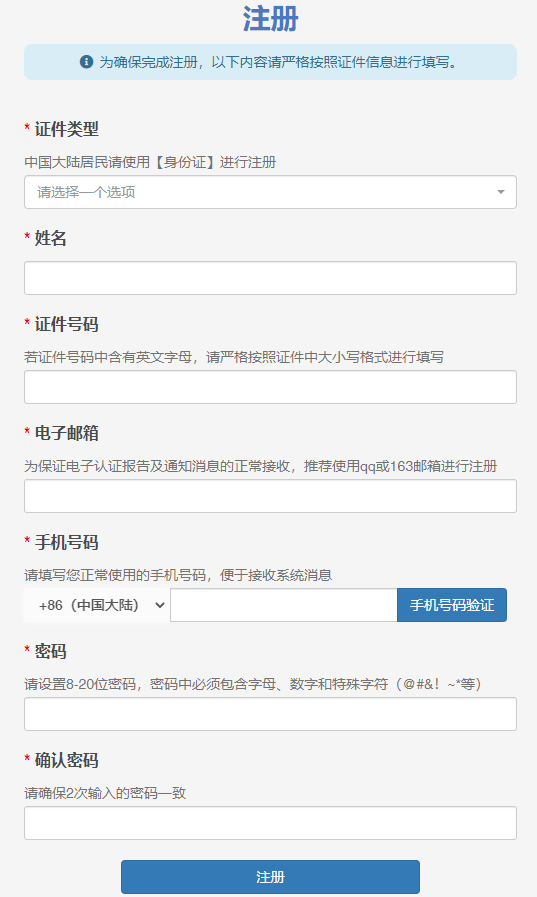 注册
为确保完成注册，以下内容请严格按照证件信息进行填写。
* 证件类型
中国大陆居民请使用【身份证】进行注册
请选择一个选项
* 姓名
* 证件号码
若证件号码中含有英文字母，请严格按照证件中大小写格式进行填写
* 电子邮箱
为保证电子认证报告及通知消息的正常接收，推荐使用qq或163邮箱进行注册
* 手机号码
请填写您正常使用的手机号码，便于接收系统消息
+86（中国大陆） 手机号码验证
* 密码
请设置8-20位密码，密码中必须包含字母、数字和特殊字符（@#&！~*等）
* 确认密码
请确保2次输入的密码一致
注册